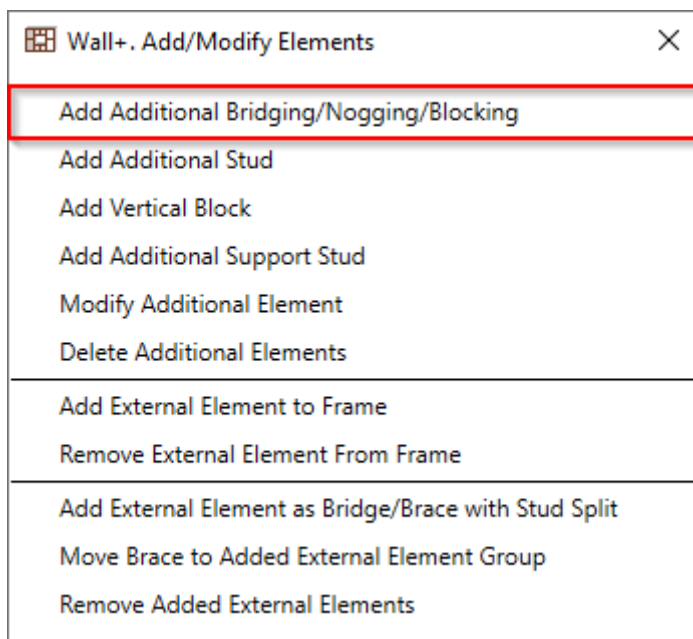 Wall+. Add/Modify Elements
Add Additional Bridging/Nogging/Blocking
Add Additional Stud
Add Vertical Block
Add Additional Support Stud
Modify Additional Element
Delete Additional Elements
Add External Element to Frame
Remove External Element From Frame
Add External Element as Bridge/Brace with Stud Split
Move Brace to Added External Element Group
Remove Added External Elements